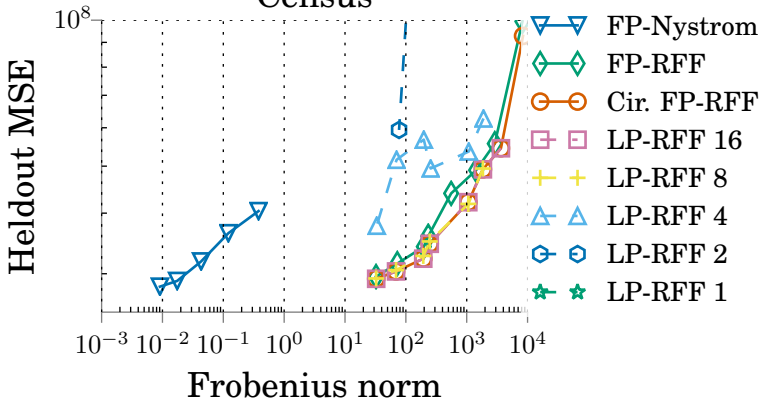 Census
10^8
Heldout MSE
10^-3 10^-2 10^-1 10^0 10^1 10^2 10^3 10^4
Frobenius norm
FP-Nystrom
FP-RFF
Cir. FP-RFF
LP-RFF 16
LP-RFF 8
LP-RFF 4
LP-RFF 2
LP-RFF 1